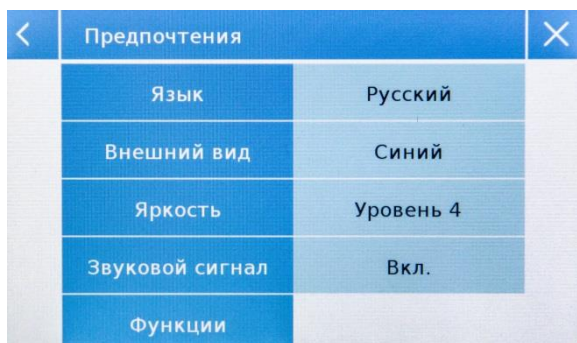 Предпочтения
Язык Русский
Внешний вид Синий
Яркость Уровень 4
Звуковой сигнал Вкл.
Функции